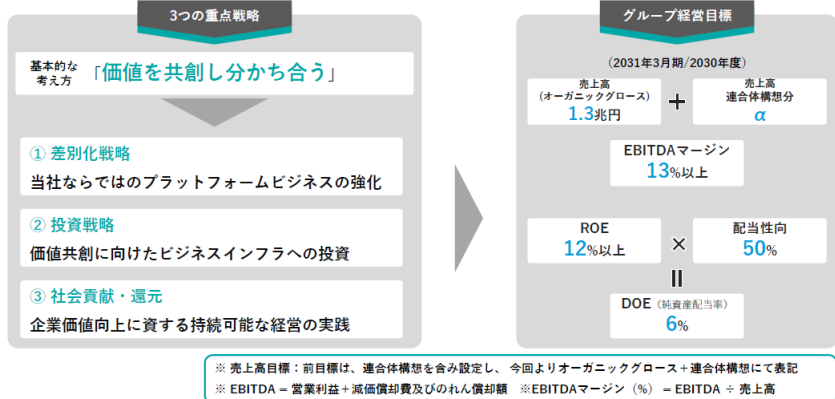 3つの重点戦略
基本的な
考え方
「価値を共創し分かち合う」
① 差別化戦略
当社ならではのプラットフォームビジネスの強化
② 投資戦略
価値共創に向けたビジネスインフラへの投資
③ 社会貢献・還元
企業価値向上に資する持続可能な経営の実践
グループ経営目標
（2031年3月期/2030年度）
売上高
(オーガニックグロース)
1.3兆円
+
売上高
連合体構想分
α
EBITDAマージン
13%以上
ROE
12%以上
×
配当性向
50%
=
DOE（純資産配当率）
6%
※ 売上高目標：前目標は、連合体構想を含み設定し、今回よりオーガニックグロース＋連合体構想にて表記
※ EBITDA = 営業利益＋減価償却費及びのれん償却額　※EBITDAマージン（%）= EBITDA ÷ 売上高